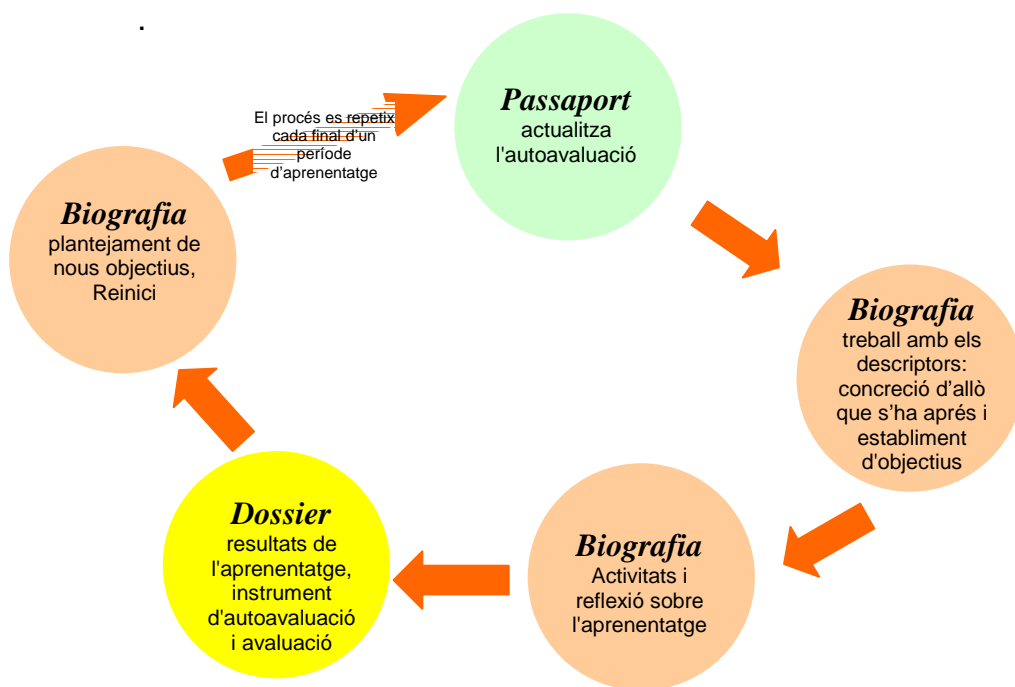 .
Passaport
actualitza
l'autoavaluació
El procés es repetix
cada final d'un
període
d'aprenentatge
Biografia
plantejament de
nous objectius,
Reinici
Biografia
treball amb els
descriptors:
concreció d'allò
que s'ha aprés i
establiment
d'objectius
Dossier
resultats de
l'aprenentatge,
instrument
d'autoavaluació
i avaluació
Biografia
Activitats i
reflexió sobre
l'aprenentatge